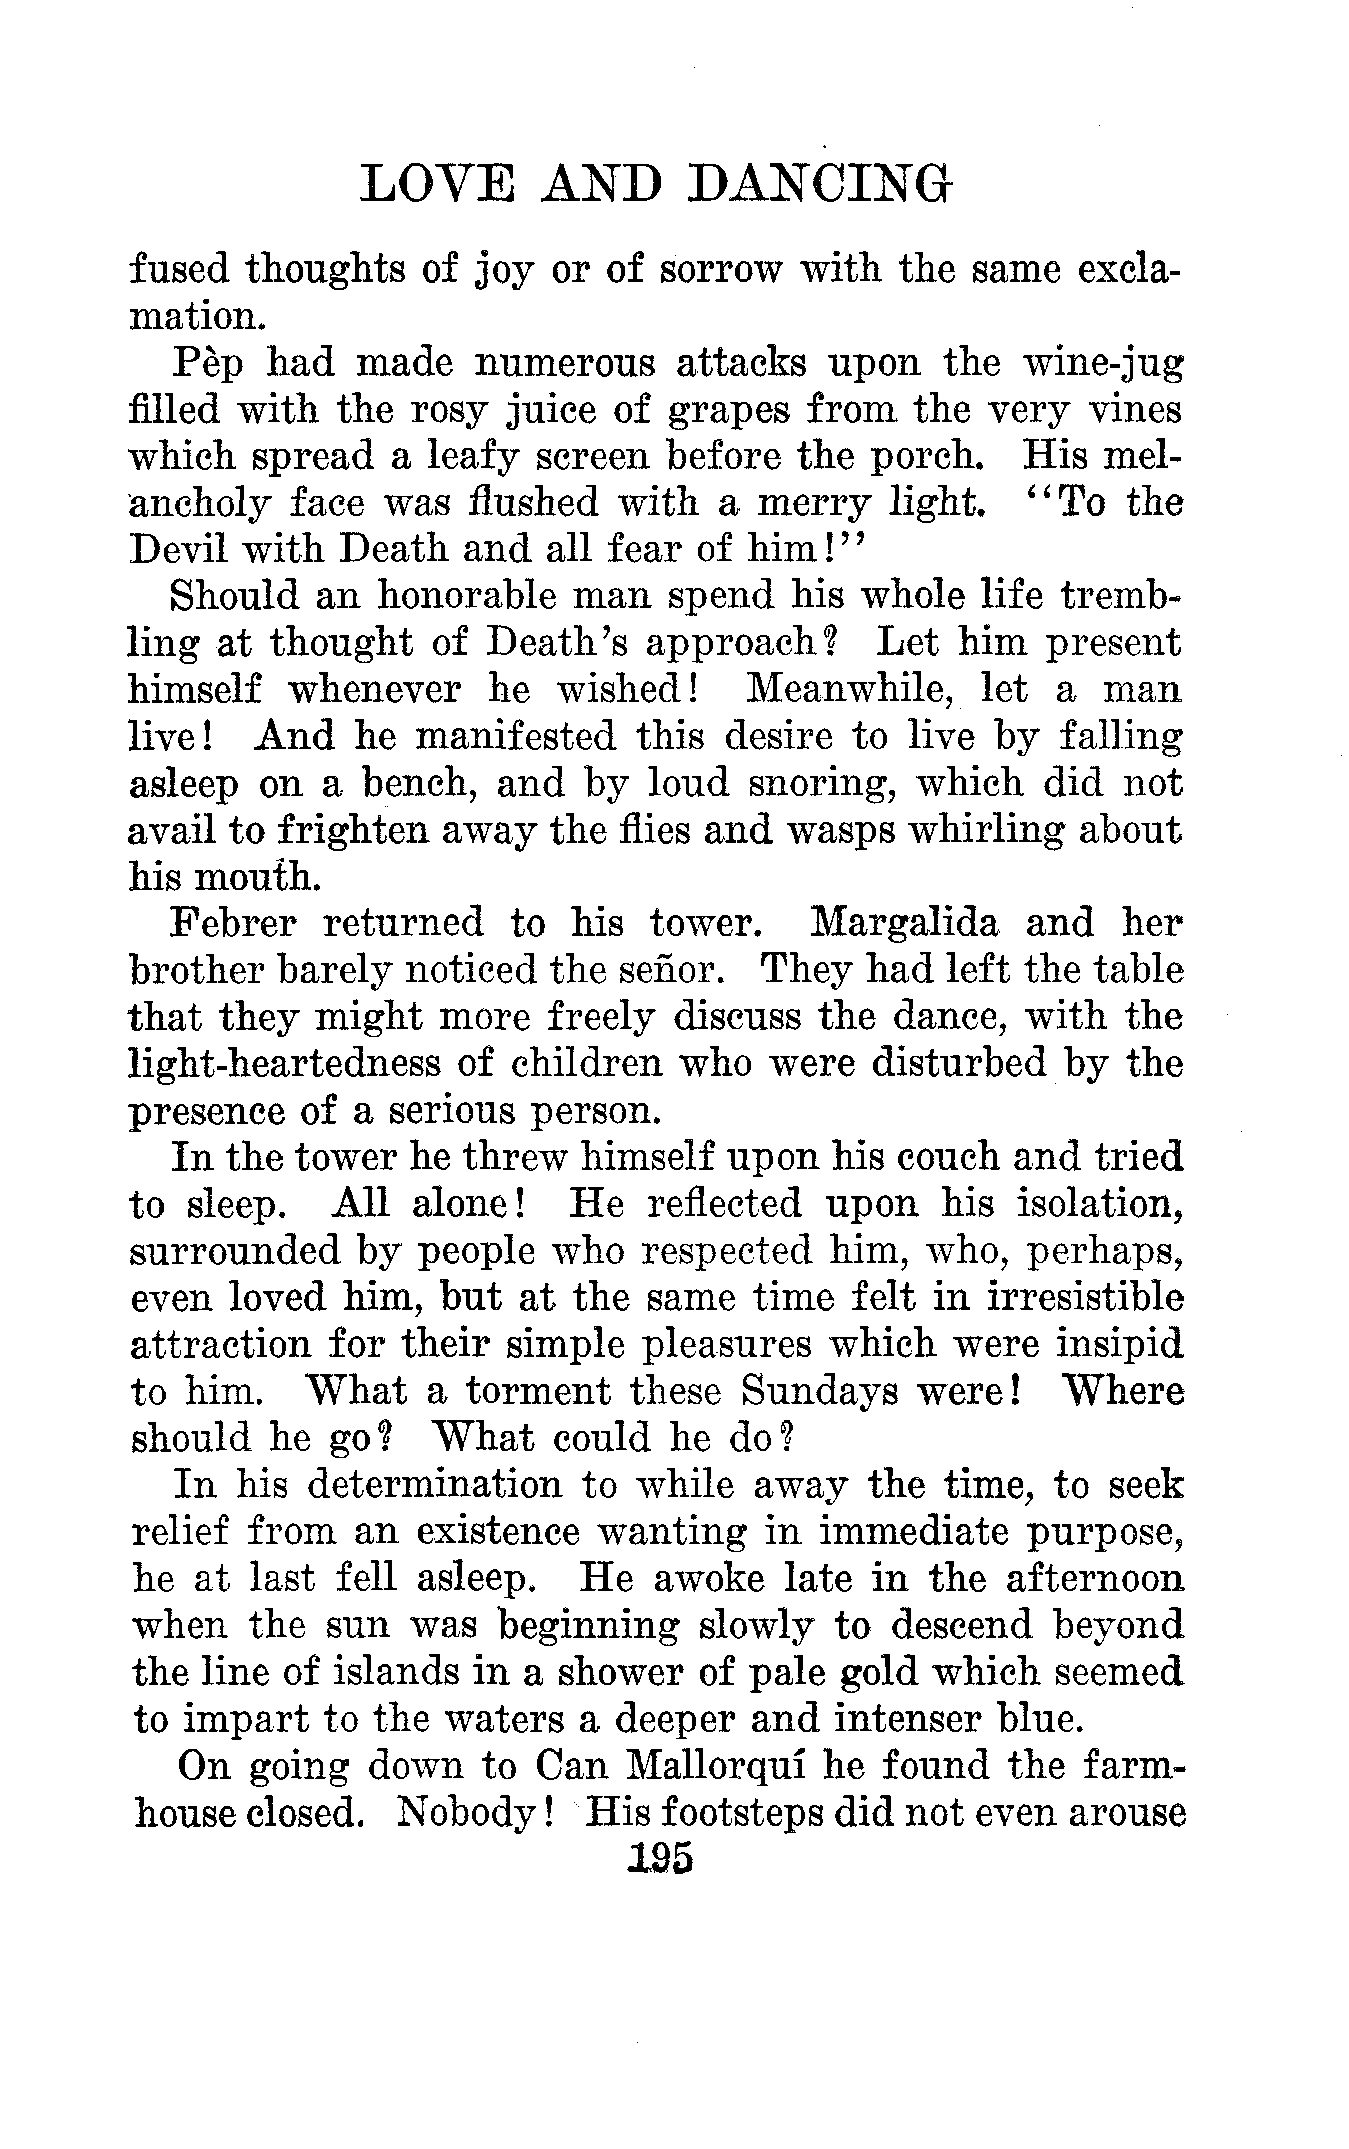 LOVE AND DANCING
fused thoughts of joy or of sorrow with the same excla-
mation.
Pèp had made numerous attacks upon the wine-jug
filled with the rosy juice of grapes from the very vines
which spread a leafy screen before the porch. His mel-
ancholy face was flushed with a merry light. "To the
Devil with Death and all fear of him!"
Should an honorable man spend his whole life tremb-
ling at thought of Death's approach? Let him present
himself whenever he wished! Meanwhile, let a man
live! And he manifested this desire to live by falling
asleep on a bench, and by loud snoring, which did not
avail to frighten away the flies and wasps whirling about
his mouth.
Febrer returned to his tower. Margalida and her
brother barely noticed the señor. They had left the table
that they might more freely discuss the dance, with the
light-heartedness of children who were disturbed by the
presence of a serious person.
In the tower he threw himself upon his couch and tried
to sleep. All alone! He reflected upon his isolation,
surrounded by people who respected him, who, perhaps,
even loved him, but at the same time felt in irresistible
attraction for their simple pleasures which were insipid
to him. What a torment these Sundays were! Where
should he go? What could he do?
In his determination to while away the time, to seek
relief from an existence wanting in immediate purpose,
he at last fell asleep. He awoke late in the afternoon
when the sun was beginning slowly to descend beyond
the line of islands in a shower of pale gold which seemed
to impart to the waters a deeper and intenser blue.
On going down to Can Mallorquí he found the farm-
house closed. Nobody! His footsteps did not even arouse
195